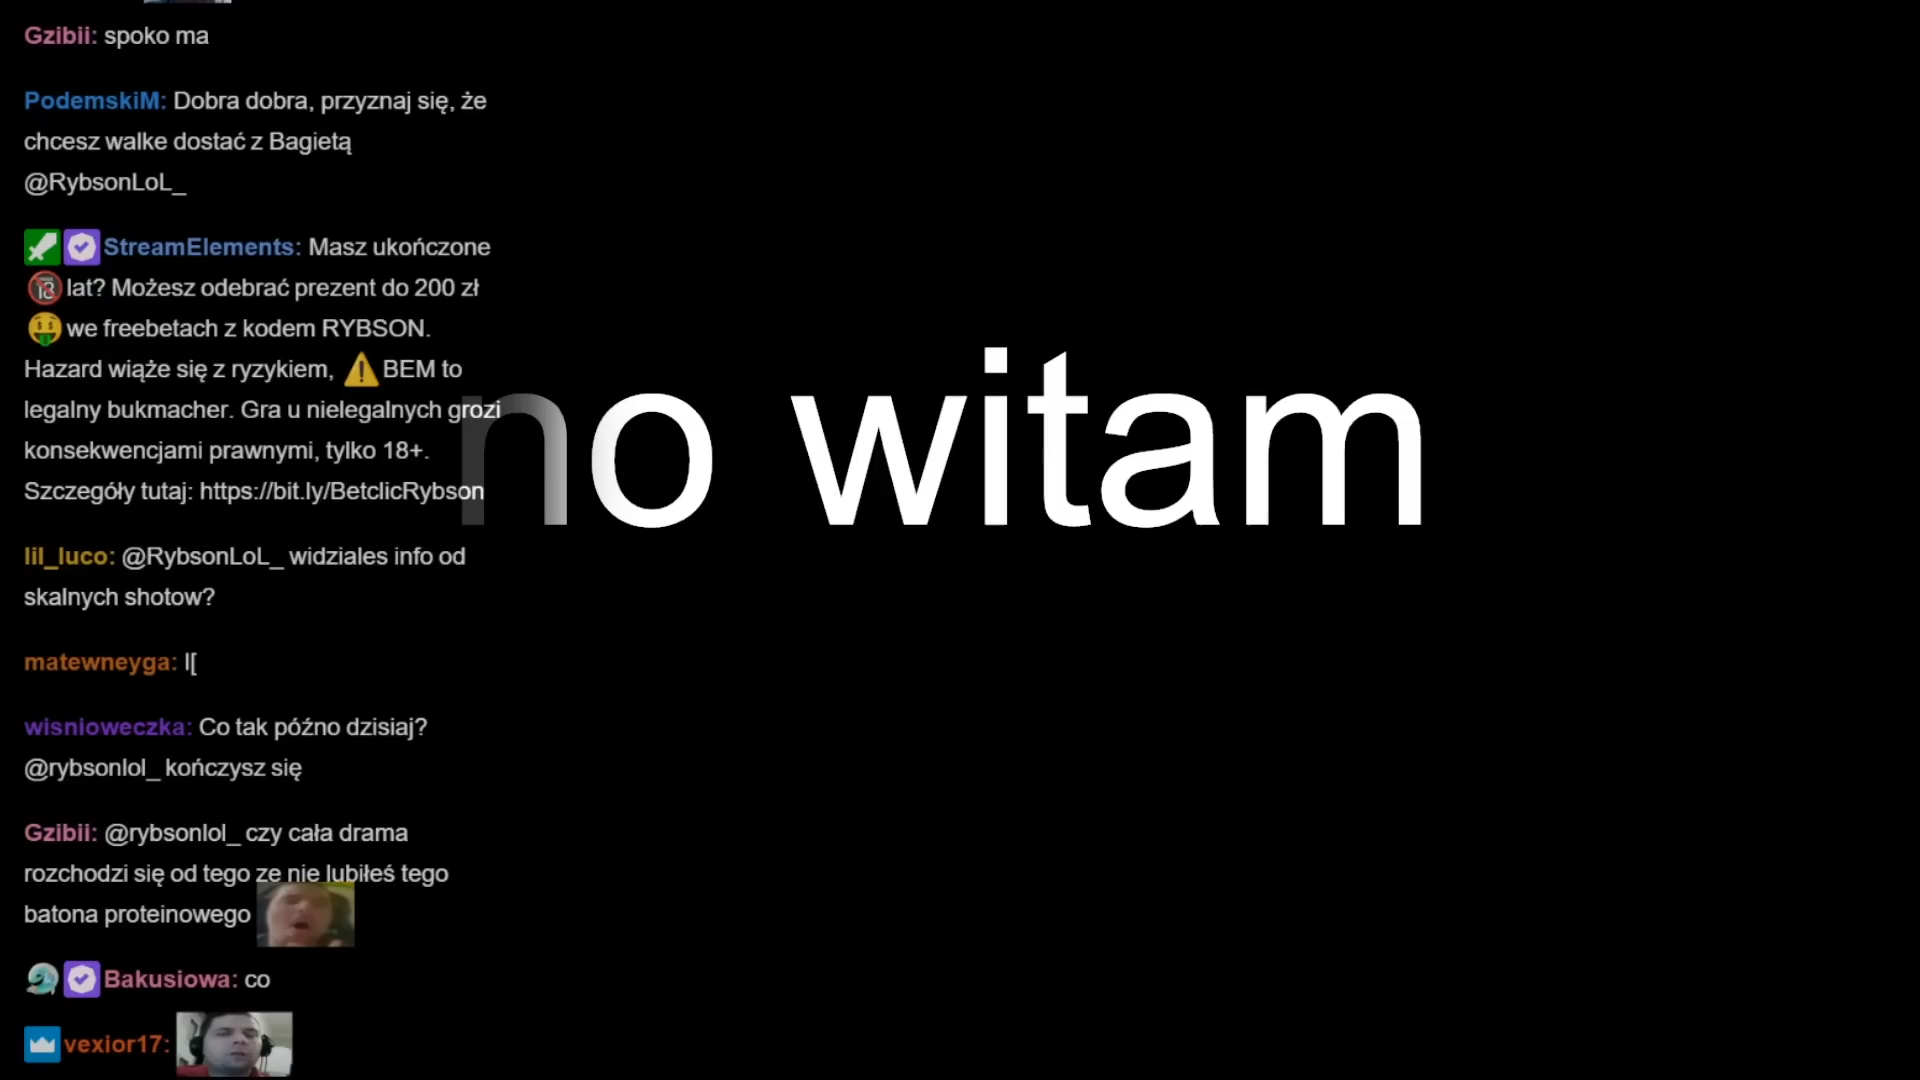 Gzibii: spoko ma
PodemskiM: Dobra dobra, przyznaj się, że
chcesz walke dostać z Bagietą
@RybsonLoL_
StreamElements: Masz ukończone
🔞 lat? Możesz odebrać prezent do 200 zł
🤑 we freebetach z kodem RYBSON.
Hazard wiąże się z ryzykiem, ⚠️ BEM to
legalny bukmacher. Gra u nielegalnych grozi
konsekwencjami prawnymi, tylko 18+.
Szczegóły tutaj: https://bit.ly/BetclicRybson
lil_luco: @RybsonLoL_ widziales info od
skalnych shotow?
matewneyga: l[
wisnioweczka: Co tak późno dzisiaj?
@rybsonlol_ kończysz się
Gzibii: @rybsonlol_ czy cała drama
rozchodzi się od tego ze nie lubiłeś tego
batona proteinowego
Bakusiowa: co
vexior17:
no witam